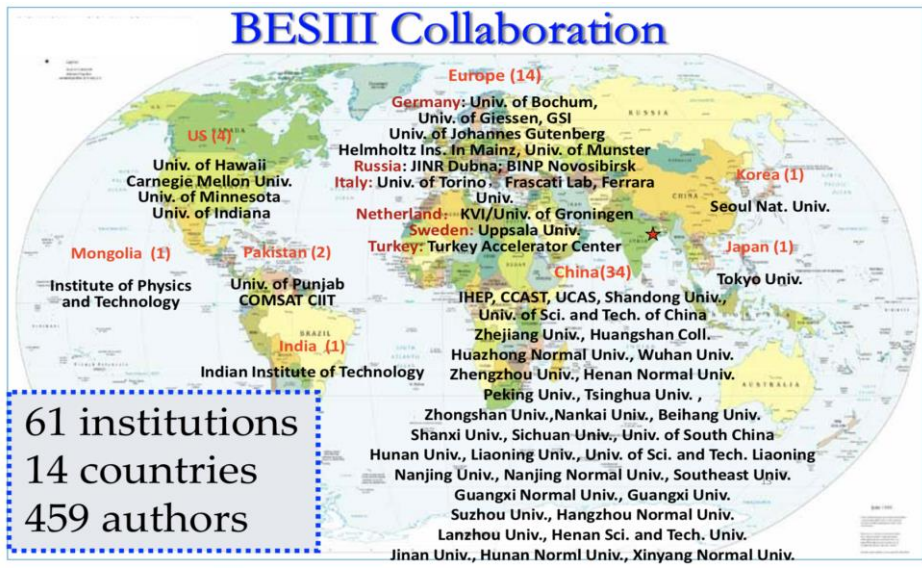 BESIII Collaboration
Europe (14)
Germany: Univ. of Bochum,
Univ. of Giessen, GSI
Univ. of Johannes Gutenberg
Helmholtz Ins. In Mainz, Univ. of Munster
Russia: JINR Dubna; BINP Novosibirsk
Italy: Univ. of Torino, Frascati Lab, Ferrara
Univ.
Netherland: KVI/Univ. of Groningen
Sweden: Uppsala Univ.
Turkey: Turkey Accelerator Center
US (4)
Univ. of Hawaii
Carnegie Mellon Univ.
Univ. of Minnesota
Univ. of Indiana
Mongolia (1)
Institute of Physics
and Technology
Pakistan (2)
Univ. of Punjab
COMSAT CIIT
India (1)
Indian Institute of Technology
Korea (1)
Seoul Nat. Univ.
Japan (1)
Tokyo Univ.
China(34)
IHEP, CCAST, UCAS, Shandong Univ.,
Univ. of Sci. and Tech. of China
Zhejiang Univ., Huangshan Coll.
Huazhong Normal Univ., Wuhan Univ.
Zhengzhou Univ., Henan Normal Univ.
Peking Univ., Tsinghua Univ. ,
Zhongshan Univ.,Nankai Univ., Beihang Univ.
Shanxi Univ., Sichuan Univ., Univ. of South China
Hunan Univ., Liaoning Univ., Univ. of Sci. and Tech. Liaoning
Nanjing Univ., Nanjing Normal Univ., Southeast Univ.
Guangxi Normal Univ., Guangxi Univ.
Suzhou Univ., Hangzhou Normal Univ.
Lanzhou Univ., Henan Sci. and Tech. Univ.
Jinan Univ., Hunan Norml Univ., Xinyang Normal Univ.
61 institutions
14 countries
459 authors
RUSSIA
CHINA
BRAZIL
AUSTRALIA